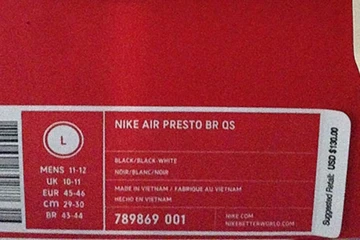 L
MENS 11-12
UK 10-11
EUR 45-46
cm 29-30
BR 43-44
NIKE AIR PRESTO BR QS
BLACK/BLACK-WHITE
NOIR/BLANC/NOIR
MADE IN VIETNAM / FABRIQUE AU VIETNAM
HECHO EN VIETNAM
789869 001
NIKE.COM
NIKEBETTERWORLD.COM
Suggested Retail: USD $130.00